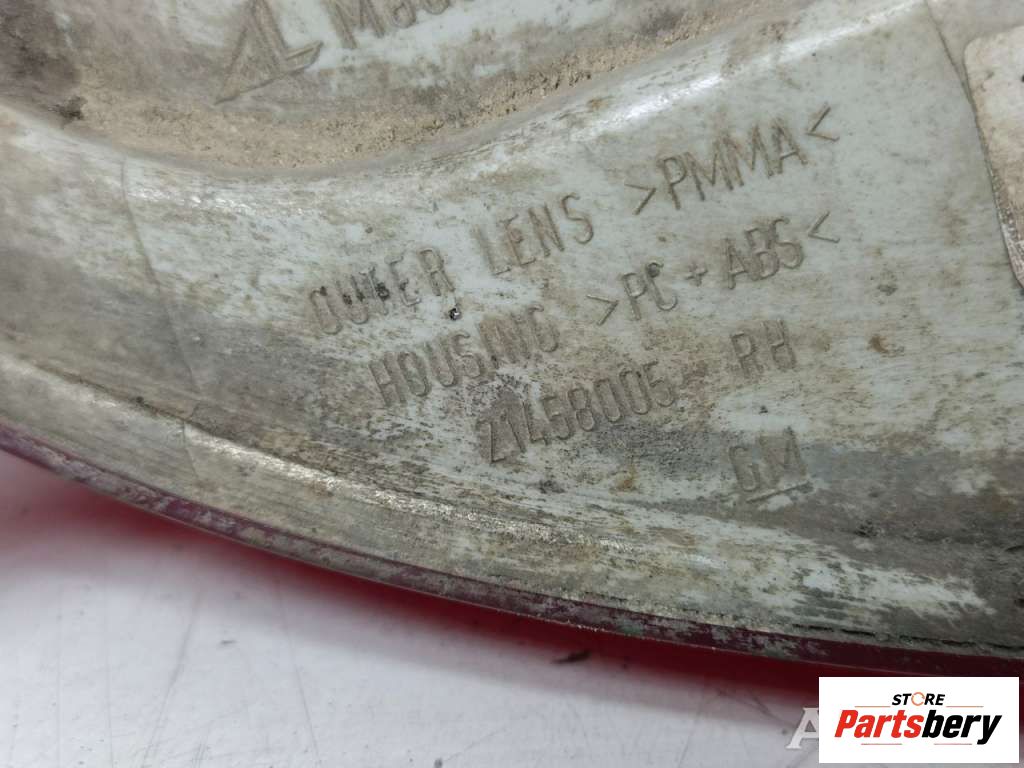 OUTER LENS >PMMA<
HOUSING >PC + ABS<
21458005 RH
GM
STORE
Partsbery